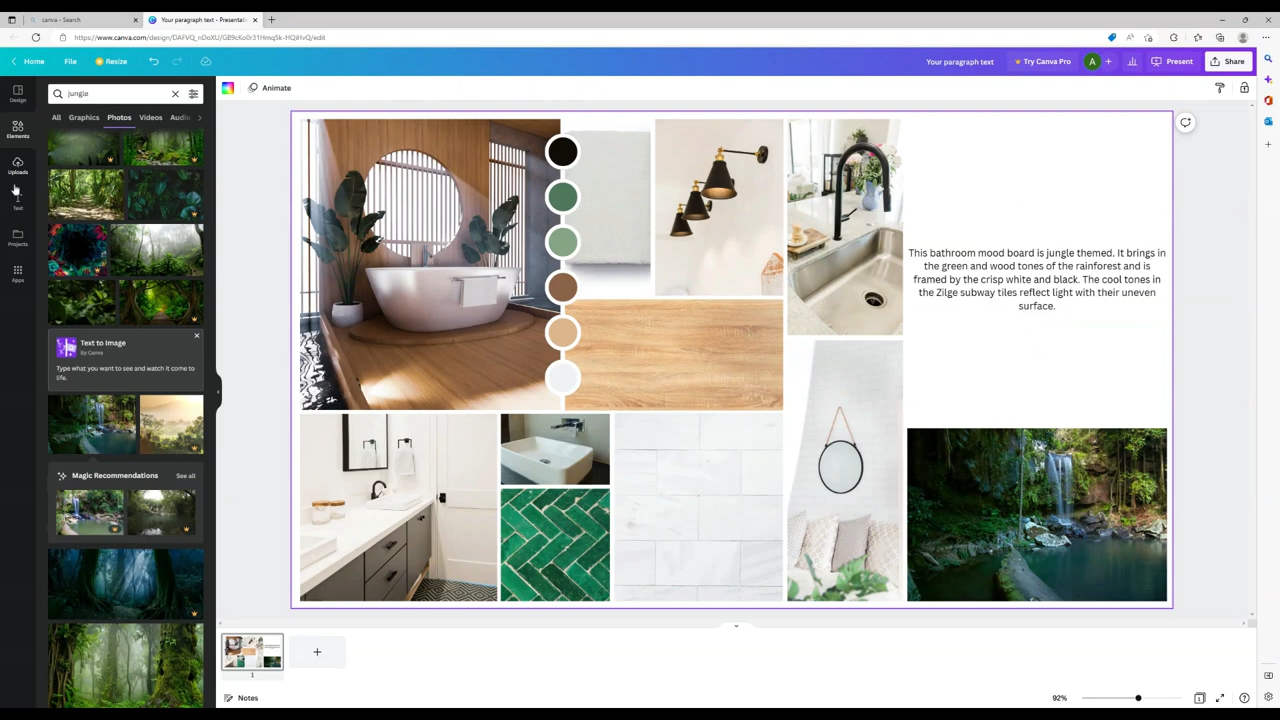 canva - Search
Your paragraph text - Presentati
https://www.canva.com/design/DAFVQ_nDoXU/GB9cKo0r31HmqSk-HQiHvQ/edit
Home
File
Resize
Your paragraph text
Try Canva Pro
A
Present
Share
Design
Elements
Uploads
Text
Projects
Apps
jungle
All Graphics Photos Videos Audio
Animate
Text to Image
By Canva
Type what you want to see and watch it come to
life.
Magic Recommendations
See all
This bathroom mood board is jungle themed. It brings in
the green and wood tones of the rainforest and is
framed by the crisp white and black. The cool tones in
the Zilge subway tiles reflect light with their uneven
surface.
1
Notes
92%
1